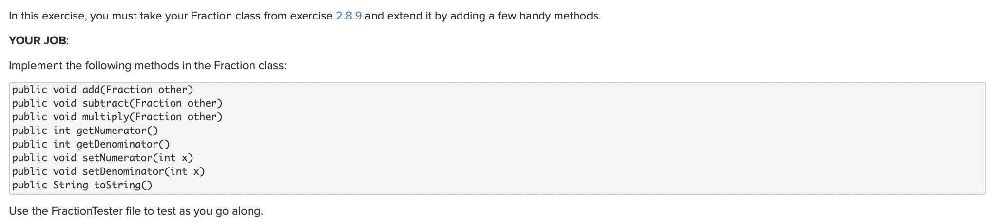 In this exercise, you must take your Fraction class from exercise 2.8.9 and extend it by adding a few handy methods.
YOUR JOB:
Implement the following methods in the Fraction class:
public void add(Fraction other)
public void subtract(Fraction other)
public void multiply(Fraction other)
public int getNumerator()
public int getDenominator()
public void setNumerator(int x)
public void setDenominator(int x)
public String toString()
Use the FractionTester file to test as you go along.